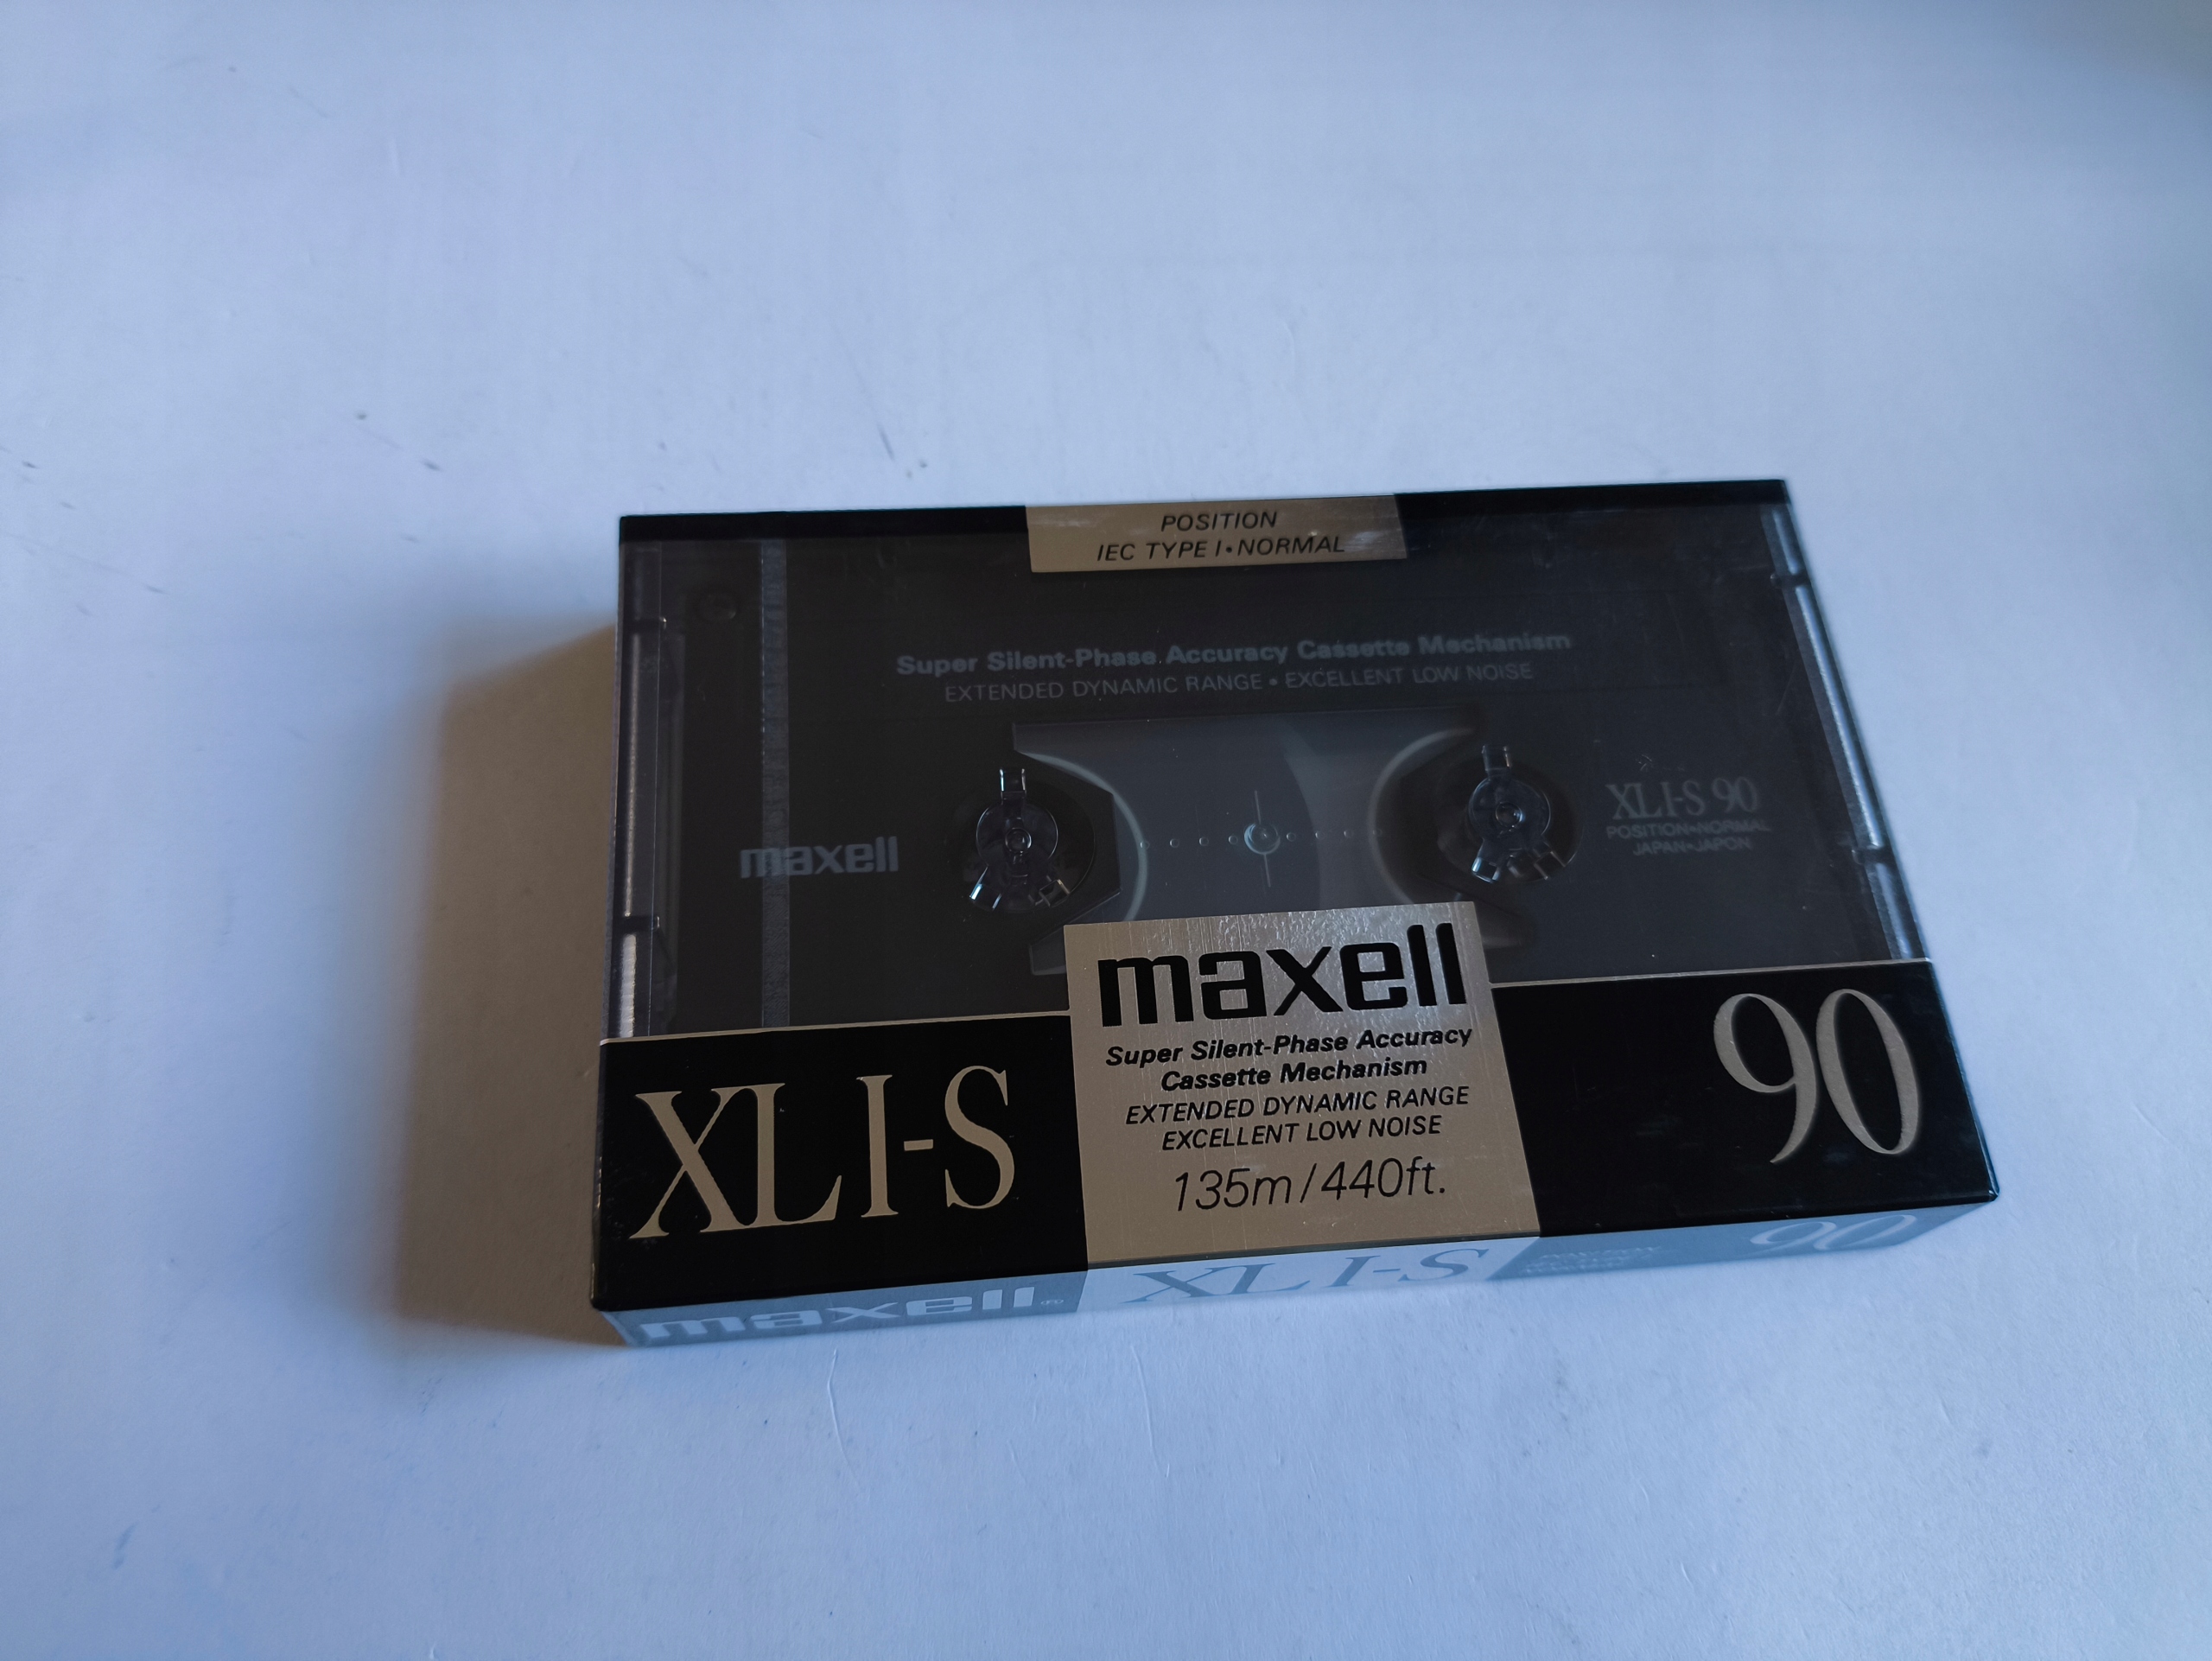 POSITION
IEC TYPE I•NORMAL
Super Silent-Phase Accuracy Cassette Mechanism
EXTENDED DYNAMIC RANGE • EXCELLENT LOW NOISE
maxell
XLI-S 90
POSITION•NORMAL
JAPAN•JAPON
maxell
Super Silent-Phase Accuracy
Cassette Mechanism
EXTENDED DYNAMIC RANGE
EXCELLENT LOW NOISE
135m/440ft.
XLI-S
90
maxell
XLI-S
90